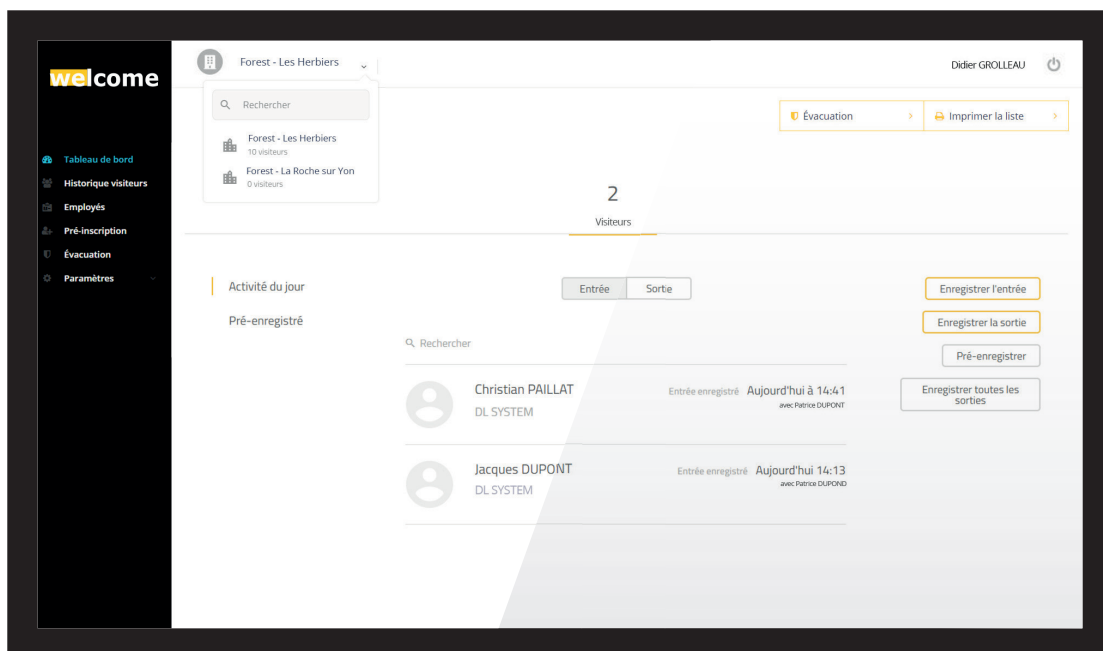 welcome
Forest - Les Herbiers
Didier GROLLEAU
Rechercher
Forest - Les Herbiers
10 visiteurs
Forest - La Roche sur Yon
0 visiteurs
Évacuation
Imprimer la liste
Tableau de bord
Historique visiteurs
Employés
Pré-inscription
Évacuation
Paramètres
2
Visiteurs
Activité du jour
Pré-enregistré
Entrée
Sortie
Rechercher
Christian PAILLAT
DL SYSTEM
Entrée enregistré Aujourd'hui à 14:41
avec Patrice DUPONT
Jacques DUPONT
DL SYSTEM
Entrée enregistré Aujourd'hui 14:13
avec Patrice DUPOND
Enregistrer l'entrée
Enregistrer la sortie
Pré-enregistrer
Enregistrer toutes les
sorties